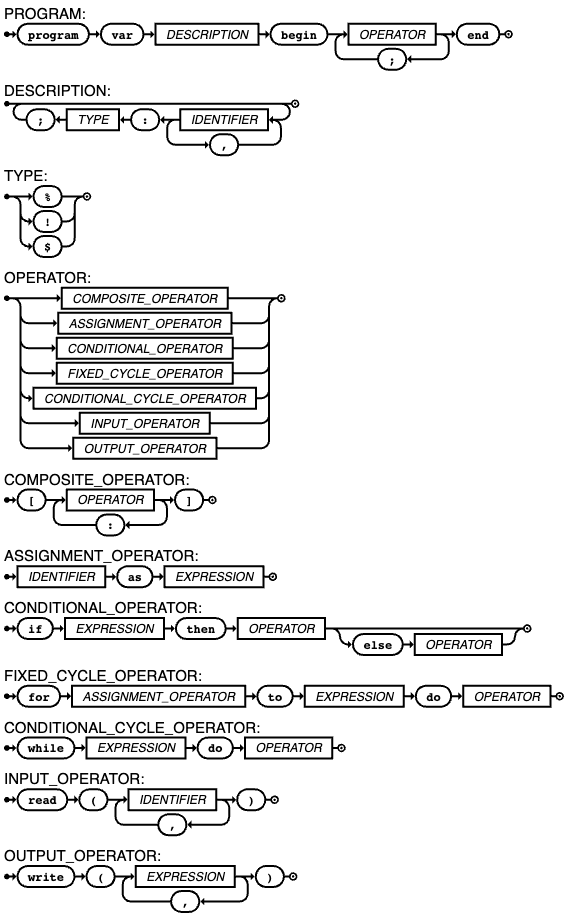 PROGRAM:
program var DESCRIPTION begin OPERATOR end
;
DESCRIPTION:
; TYPE : IDENTIFIER
,
TYPE:
%
!
$
OPERATOR:
COMPOSITE_OPERATOR
ASSIGNMENT_OPERATOR
CONDITIONAL_OPERATOR
FIXED_CYCLE_OPERATOR
CONDITIONAL_CYCLE_OPERATOR
INPUT_OPERATOR
OUTPUT_OPERATOR
COMPOSITE_OPERATOR:
[ OPERATOR ]
:
ASSIGNMENT_OPERATOR:
IDENTIFIER as EXPRESSION
CONDITIONAL_OPERATOR:
if EXPRESSION then OPERATOR
else OPERATOR
FIXED_CYCLE_OPERATOR:
for ASSIGNMENT_OPERATOR to EXPRESSION do OPERATOR
CONDITIONAL_CYCLE_OPERATOR:
while EXPRESSION do OPERATOR
INPUT_OPERATOR:
read ( IDENTIFIER )
,
OUTPUT_OPERATOR:
write ( EXPRESSION )
,